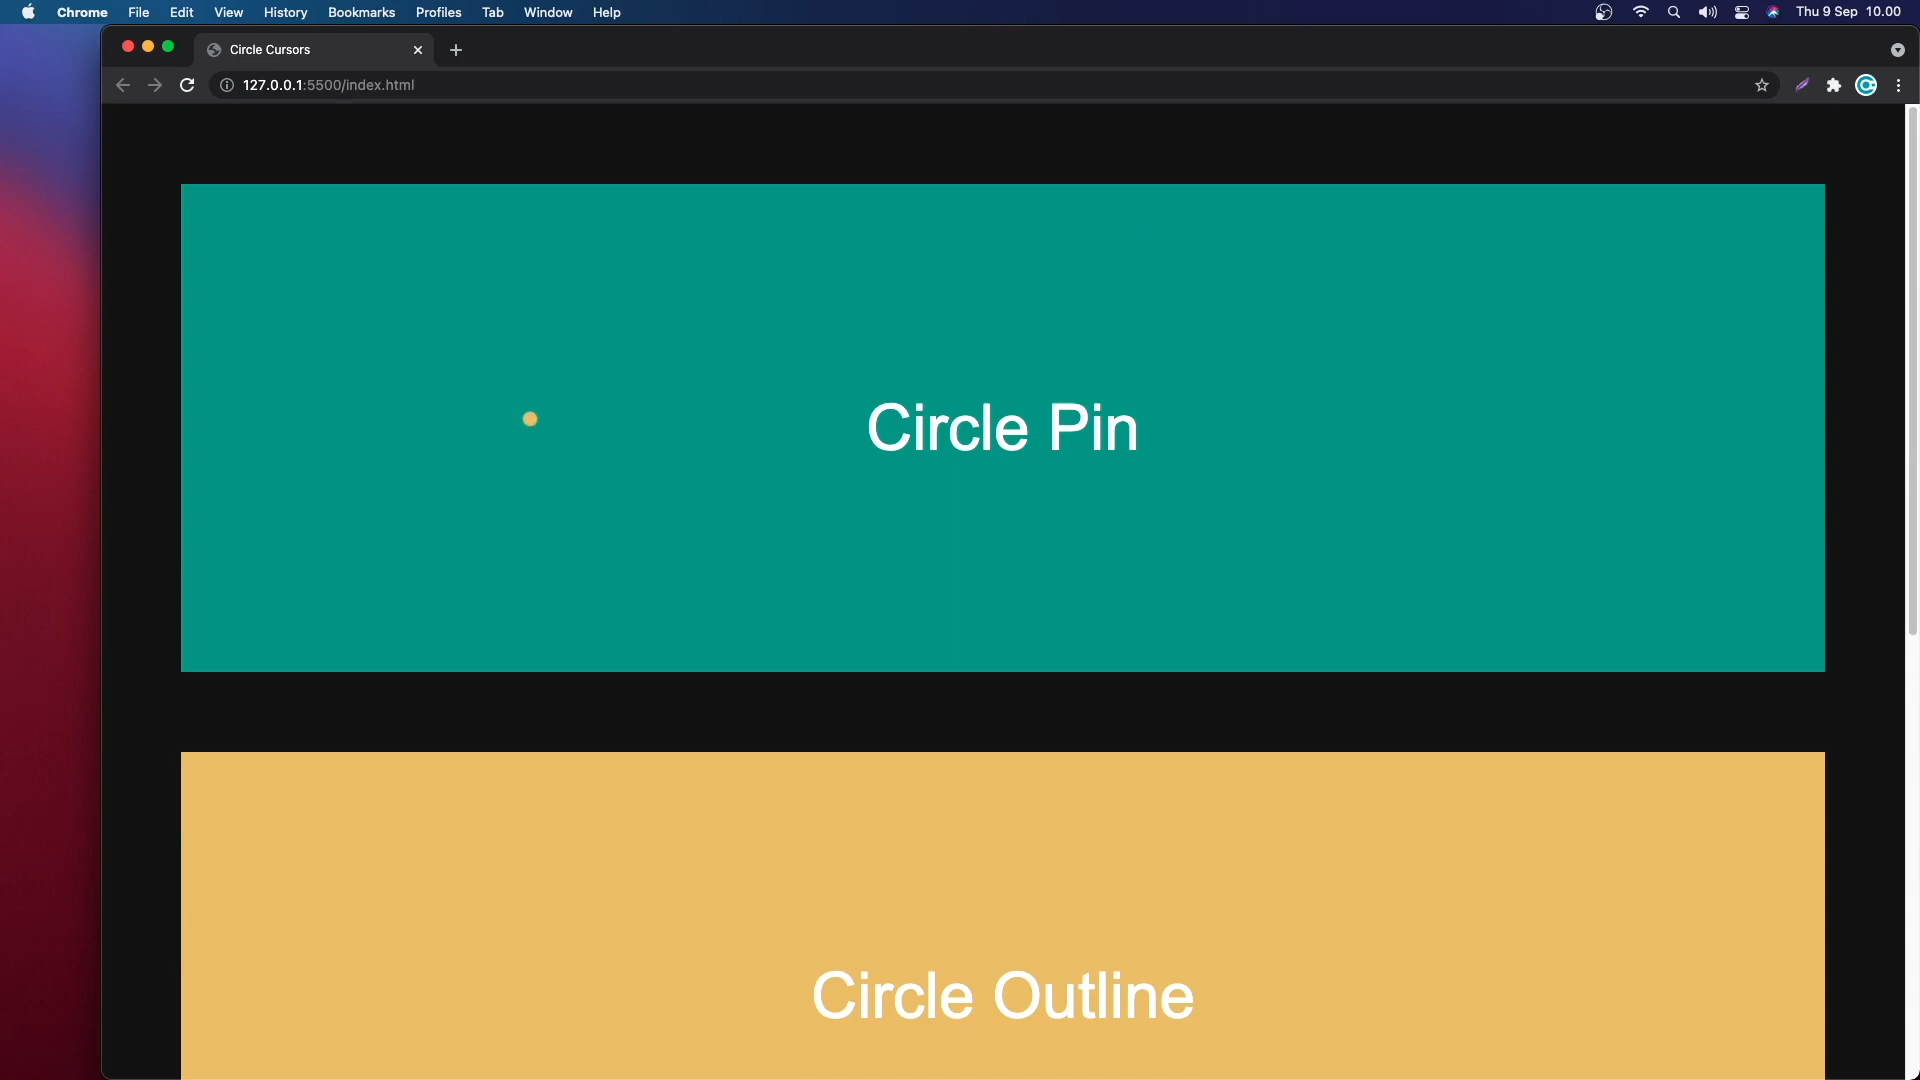 Chrome File Edit View History Bookmarks Profiles Tab Window Help Thu 9 Sep 10.00
Circle Cursors
127.0.0.1:5500/index.html
Circle Pin
Circle Outline